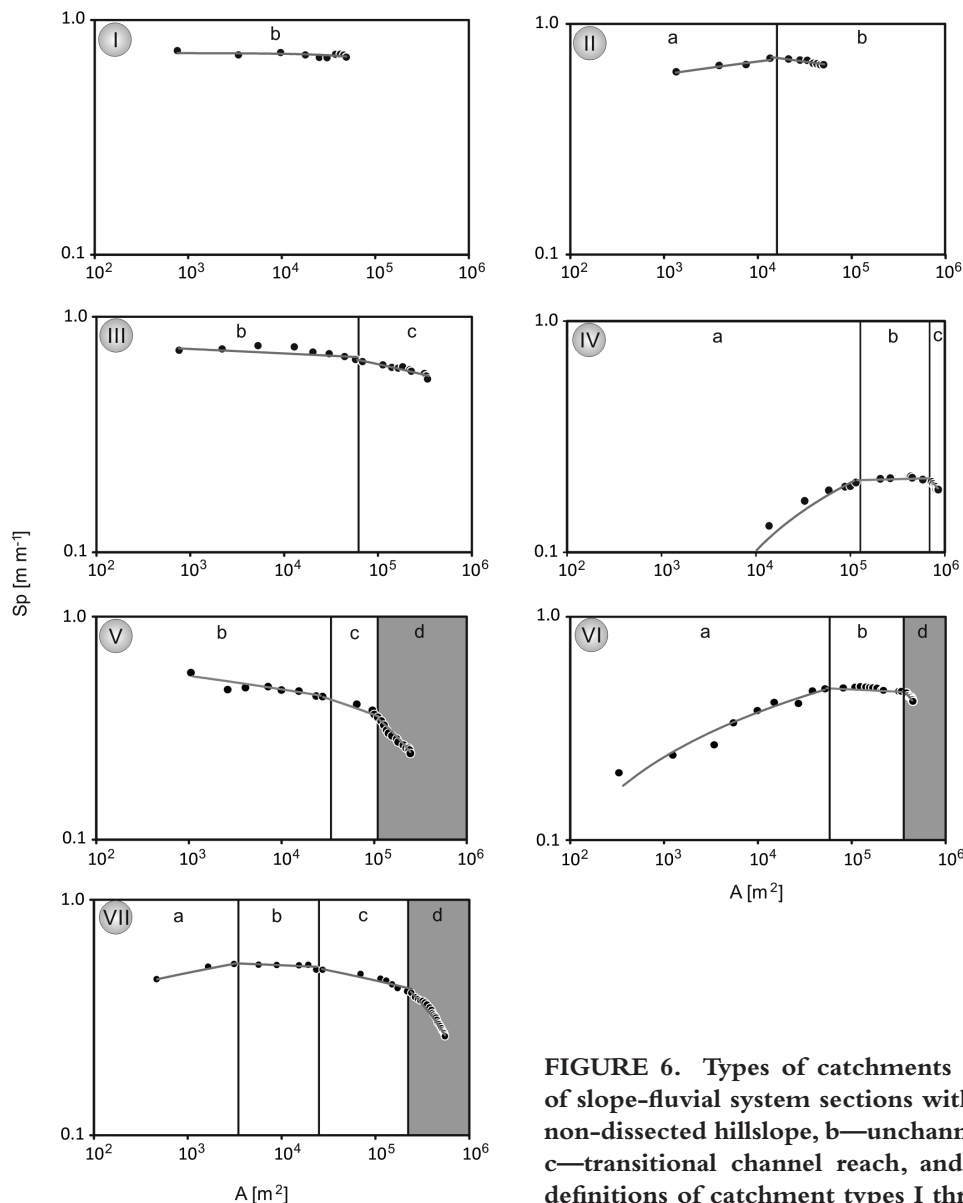 1.0
I
b
0.1
10² 10³ 10⁴ 10⁵ 10⁶
1.0
II
a b
0.1
10² 10³ 10⁴ 10⁵ 10⁶
1.0
III
b c
0.1
10² 10³ 10⁴ 10⁵ 10⁶
1.0
IV
a b c
0.1
10² 10³ 10⁴ 10⁵ 10⁶
Sp [m m⁻¹]
1.0
V
b c d
0.1
10² 10³ 10⁴ 10⁵ 10⁶
1.0
VI
a b d
0.1
10² 10³ 10⁴ 10⁵ 10⁶
A [m²]
1.0
VII
a b c d
0.1
10² 10³ 10⁴ 10⁵ 10⁶
A [m²]
FIGURE 6. Types of catchments
of slope-fluvial system sections with
non-dissected hillslope, b—unchann
c—transitional channel reach, and
definitions of catchment types I thr